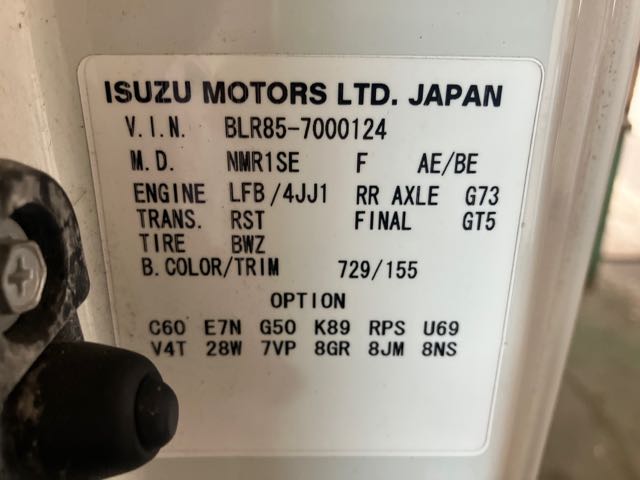 ISUZU MOTORS LTD. JAPAN
V.I.N. BLR85-7000124
M.D. NMR1SE F AE/BE
ENGINE LFB/4JJ1 RR AXLE G73
TRANS. RST FINAL GT5
TIRE BWZ
B.COLOR/TRIM 729/155
OPTION
C60 E7N G50 K89 RPS U69
V4T 28W 7VP 8GR 8JM 8NS